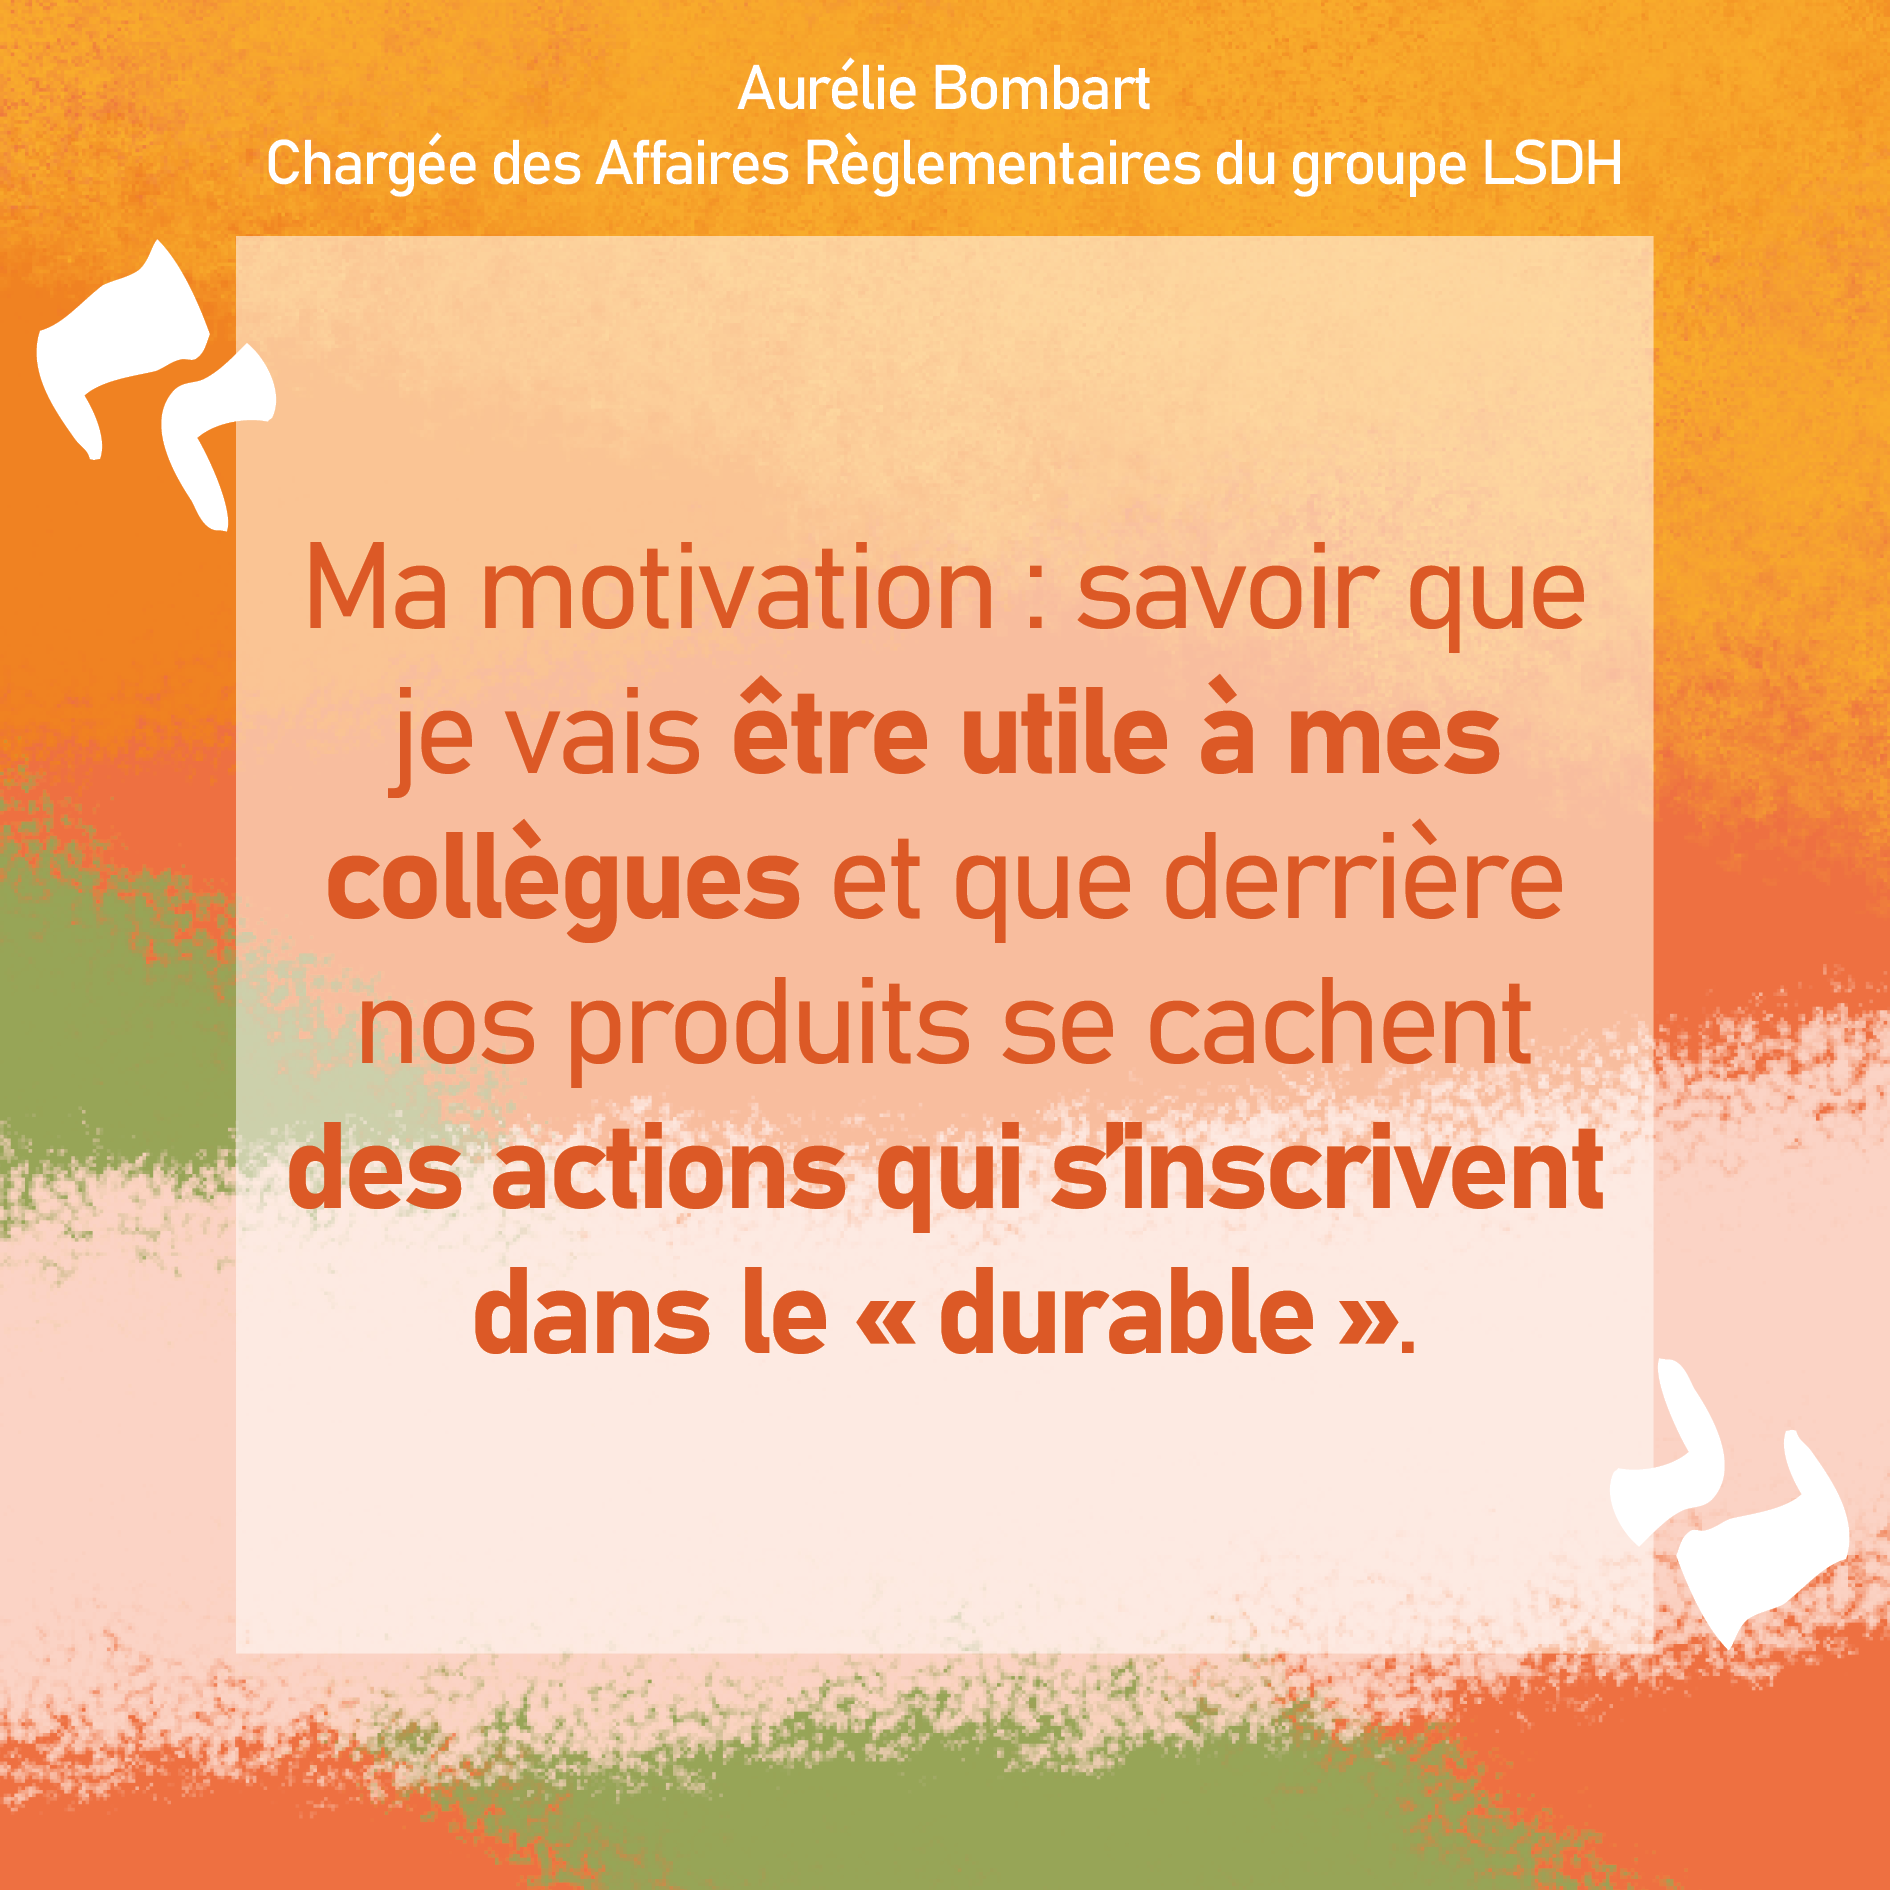 Aurélie Bombart
Chargée des Affaires Règlementaires du groupe LSDH
Ma motivation : savoir que
je vais être utile à mes
collègues et que derrière
nos produits se cachent
des actions qui s’inscrivent
dans le « durable ».